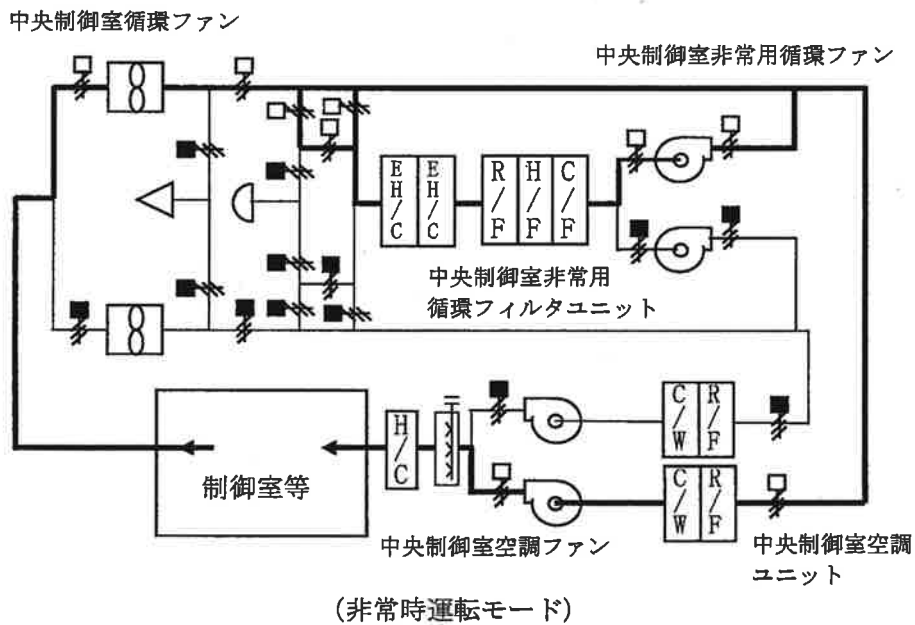 中央制御室循環ファン
中央制御室非常用循環ファン
EH/C
EH/C
R/F
H/F
C/F
中央制御室非常用
循環フィルタユニット
C/W
R/F
H/C
制御室等
C/W
R/F
中央制御室空調ファン
中央制御室空調
ユニット
(非常時運転モード)